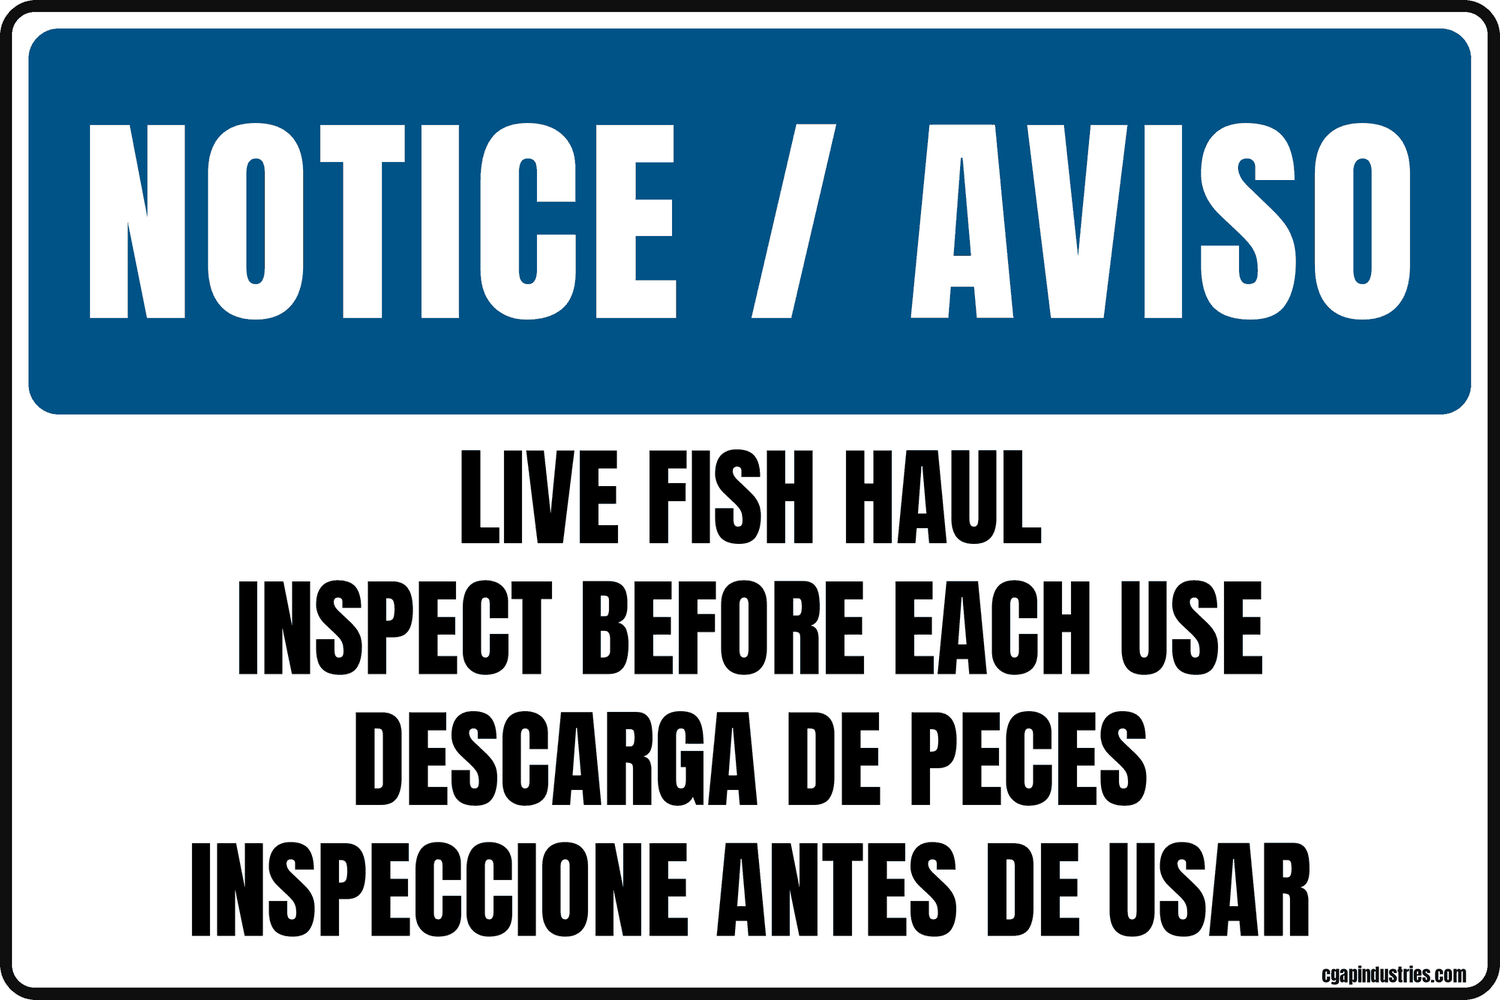 NOTICE / AVISO
LIVE FISH HAUL
INSPECT BEFORE EACH USE
DESCARGA DE PECES
INSPECCIONE ANTES DE USAR
cgapindustries.com